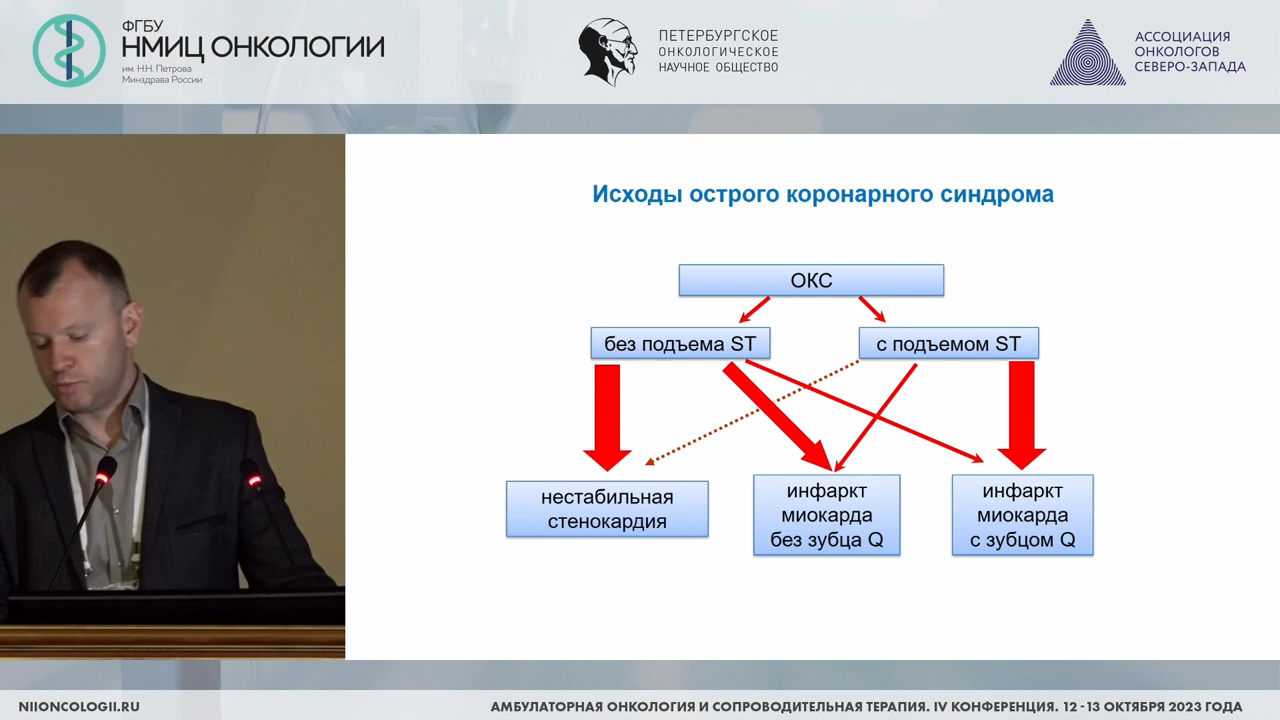 ФГБУ
НМИЦ ОНКОЛОГИИ
им. Н.Н. Петрова
Минздрава России
ПЕТЕРБУРГСКОЕ
ОНКОЛОГИЧЕСКОЕ
НАУЧНОЕ ОБЩЕСТВО
АССОЦИАЦИЯ
ОНКОЛОГОВ
СЕВЕРО-ЗАПАДА
Исходы острого коронарного синдрома
ОКС
без подъема ST
с подъемом ST
нестабильная
стенокардия
инфаркт
миокарда
без зубца Q
инфаркт
миокарда
с зубцом Q
NIIONCOLOGII.RU
АМБУЛАТОРНАЯ ОНКОЛОГИЯ И СОПРОВОДИТЕЛЬНАЯ ТЕРАПИЯ. IV КОНФЕРЕНЦИЯ. 12 - 13 ОКТЯБРЯ 2023 ГОДА